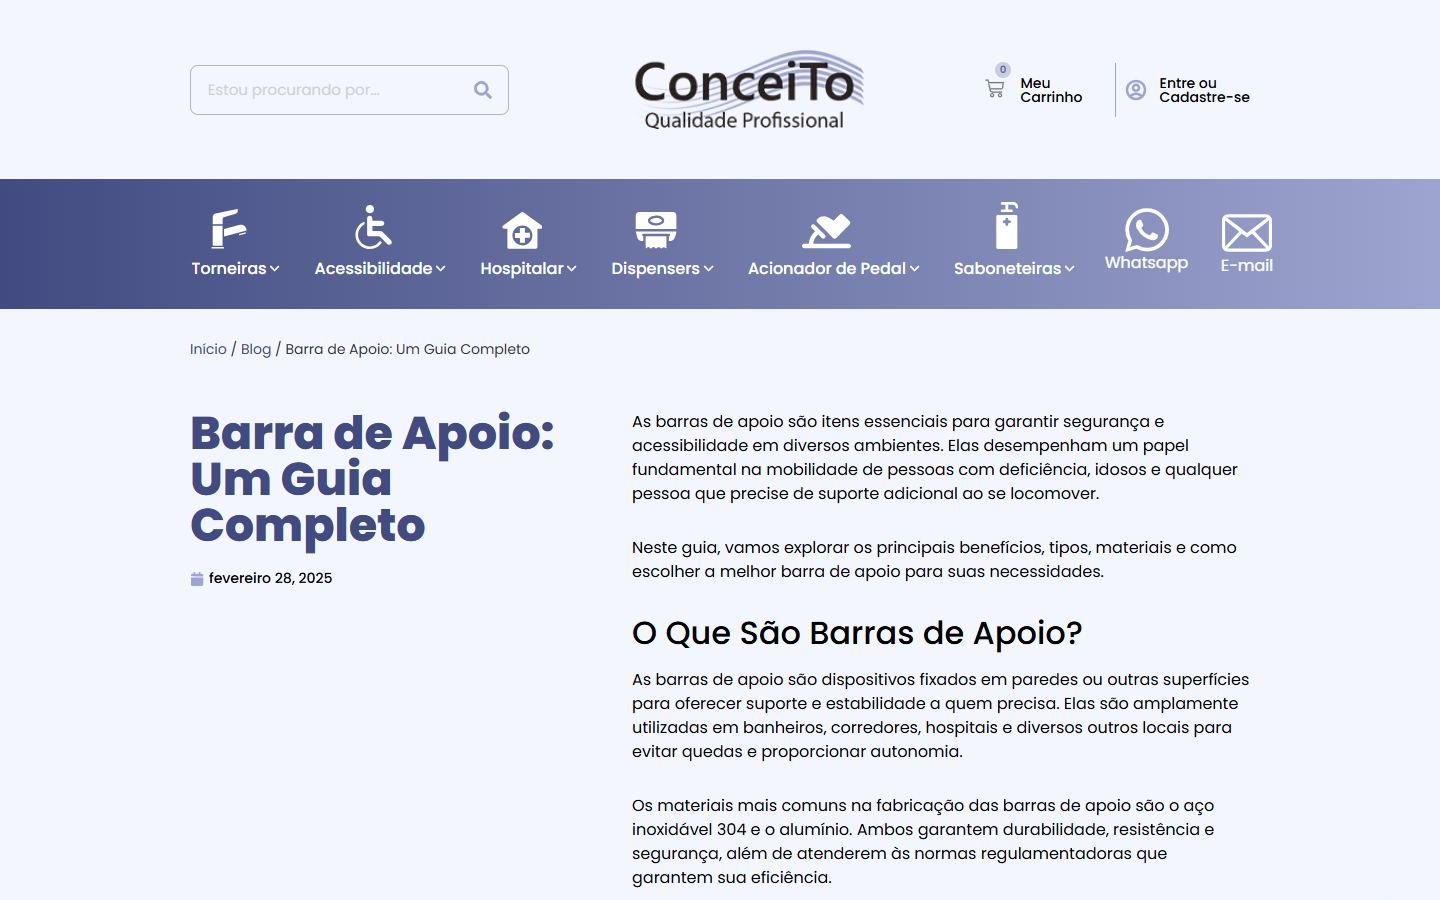 Estou procurando por...
ConceiTo
Qualidade Profissional
0
Meu
Carrinho
Entre ou
Cadastre-se
Torneiras
Acessibilidade
Hospitalar
Dispensers
Acionador de Pedal
Saboneteiras
Whatsapp
E-mail
Início / Blog / Barra de Apoio: Um Guia Completo
Barra de Apoio:
Um Guia
Completo
fevereiro 28, 2025
As barras de apoio são itens essenciais para garantir segurança e
acessibilidade em diversos ambientes. Elas desempenham um papel
fundamental na mobilidade de pessoas com deficiência, idosos e qualquer
pessoa que precise de suporte adicional ao se locomover.
Neste guia, vamos explorar os principais benefícios, tipos, materiais e como
escolher a melhor barra de apoio para suas necessidades.
O Que São Barras de Apoio?
As barras de apoio são dispositivos fixados em paredes ou outras superfícies
para oferecer suporte e estabilidade a quem precisa. Elas são amplamente
utilizadas em banheiros, corredores, hospitais e diversos outros locais para
evitar quedas e proporcionar autonomia.
Os materiais mais comuns na fabricação das barras de apoio são o aço
inoxidável 304 e o alumínio. Ambos garantem durabilidade, resistência e
segurança, além de atenderem às normas regulamentadoras que
garantem sua eficiência.